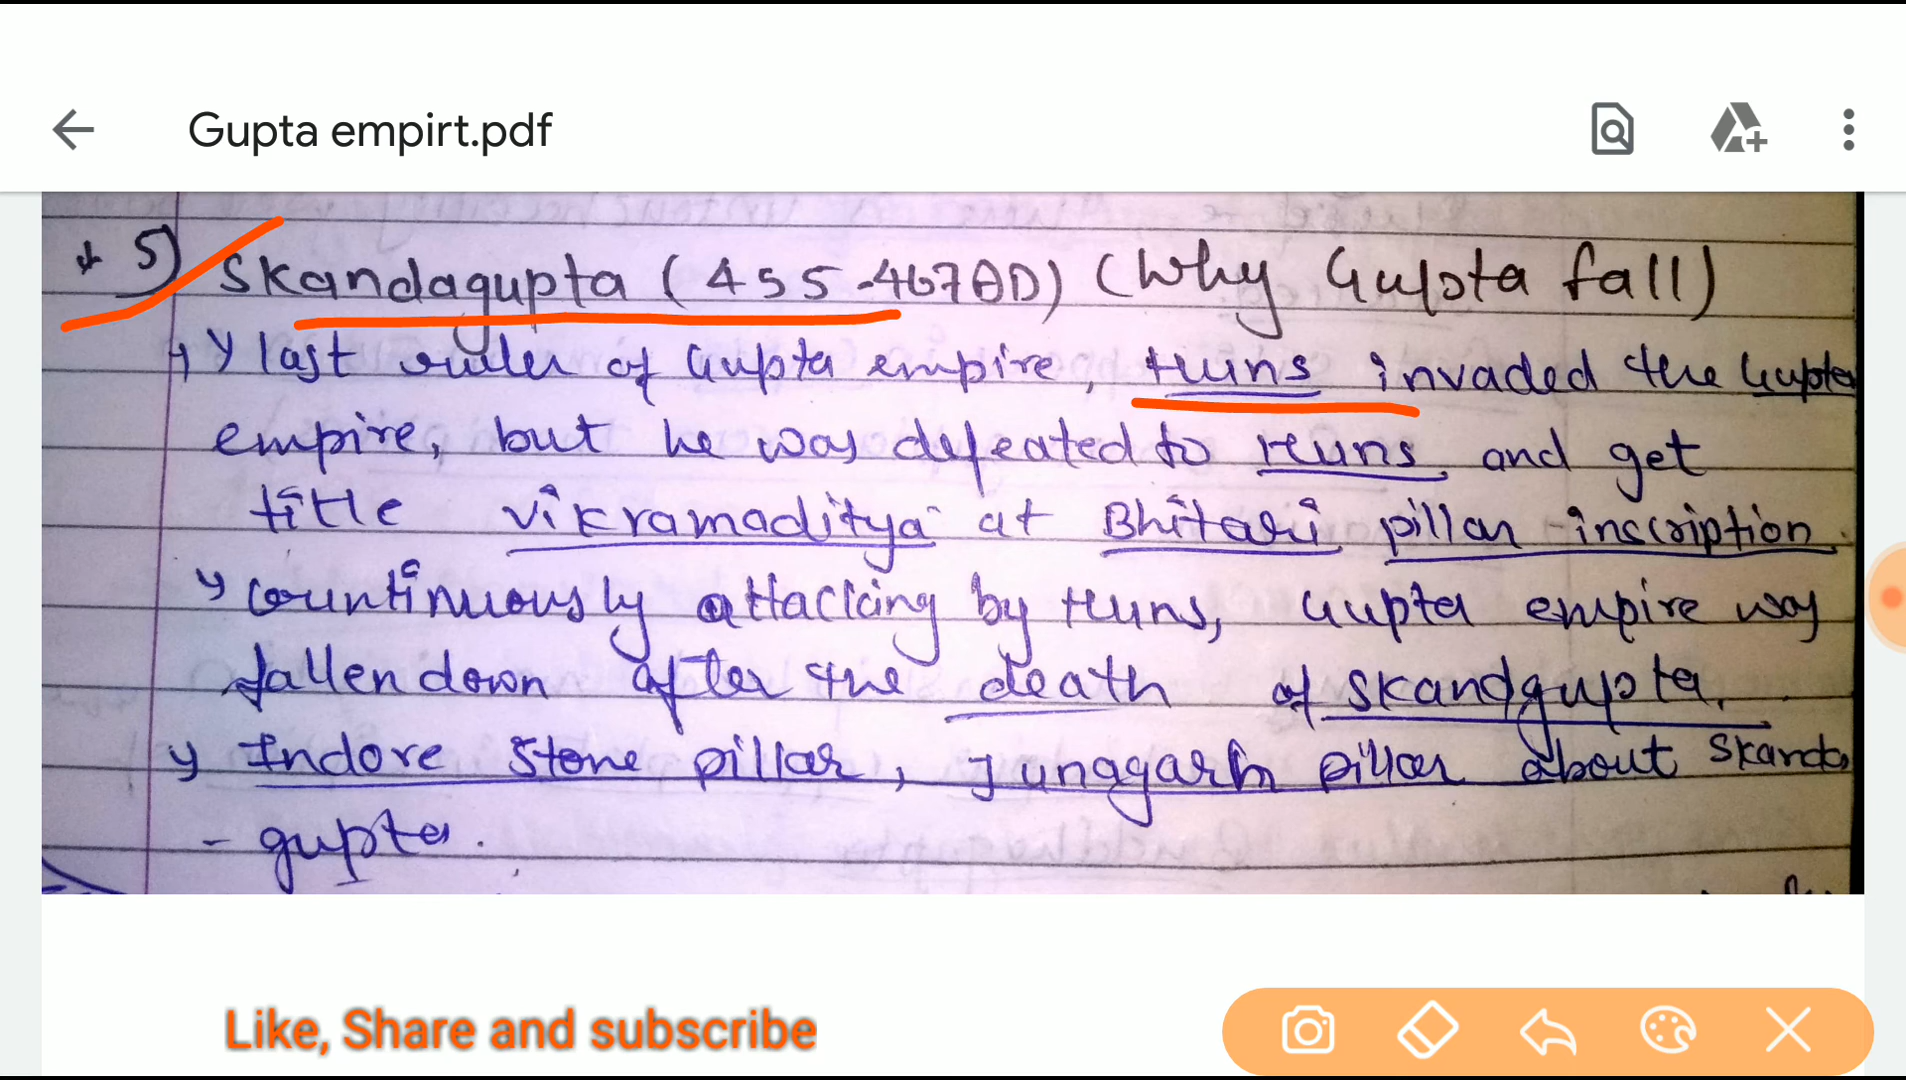 Gupta empirt.pdf
* 5) Skandagupta (455-467AD) (Why Gupta fall)
last ruler of Gupta empire, Huns invaded the Gupta
empire, but he was defeated to Huns, and get
title vikramaditya at Bhitari pillar inscription.
countinuously attacking by Huns, Gupta empire was
fallen down after the death of skandgupta.
Indore stone pillar, Junagarh pillar about Skanda
- gupta.
Like, Share and subscribe